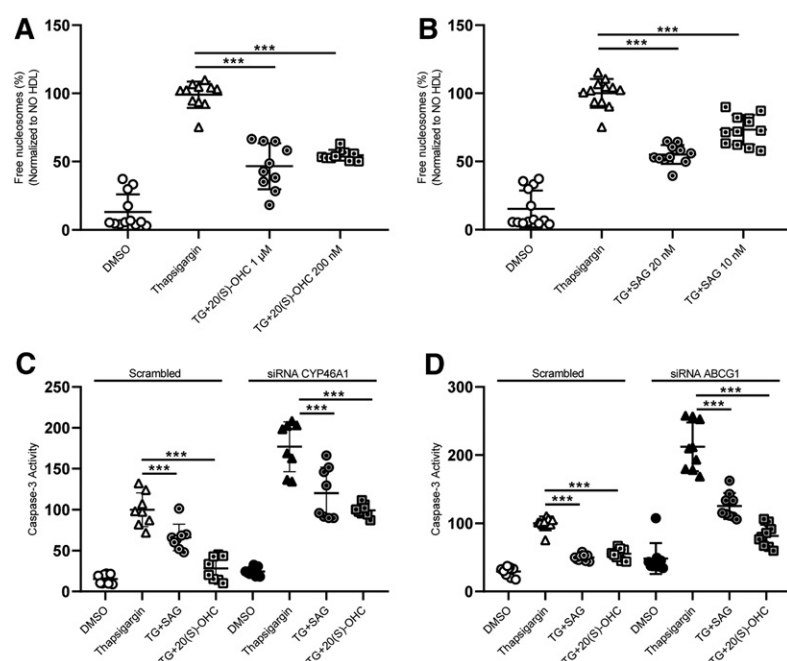 A
Free nucleosomes (%)
(Normalized to NO HDL)
150
100
50
0
***
***
DMSO
Thapsigargin
TG+20(S)-OHC 1 µM
TG+20(S)-OHC 200 nM
B
Free nucleosomes (%)
(Normalized to NO HDL)
150
100
50
0
***
***
DMSO
Thapsigargin
TG+SAG 20 nM
TG+SAG 10 nM
C
Scrambled
siRNA CYP46A1
Caspase-3 Activity
250
200
150
100
50
0
***
***
***
***
DMSO
Thapsigargin
TG+SAG
TG+20(S)-OHC
DMSO
Thapsigargin
TG+SAG
TG+20(S)-OHC
D
Scrambled
siRNA ABCG1
Caspase-3 Activity
300
200
100
0
***
***
***
***
DMSO
Thapsigargin
TG+SAG
TG+20(S)-OHC
DMSO
Thapsigargin
TG+SAG
TG+20(S)-OHC